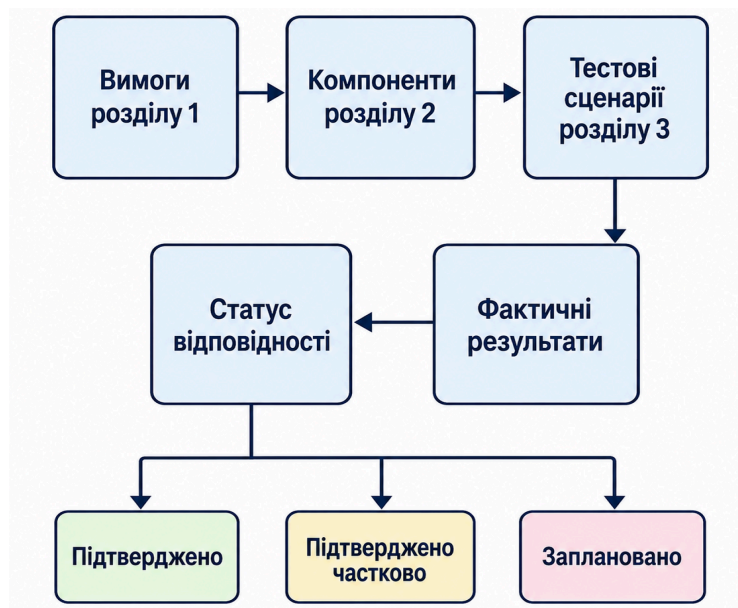 Вимоги
розділу 1
Компоненти
розділу 2
Тестові
сценарії
розділу 3
Статус
відповідності
Фактичні
результати
Підтверджено
Підтверджено
частково
Заплановано